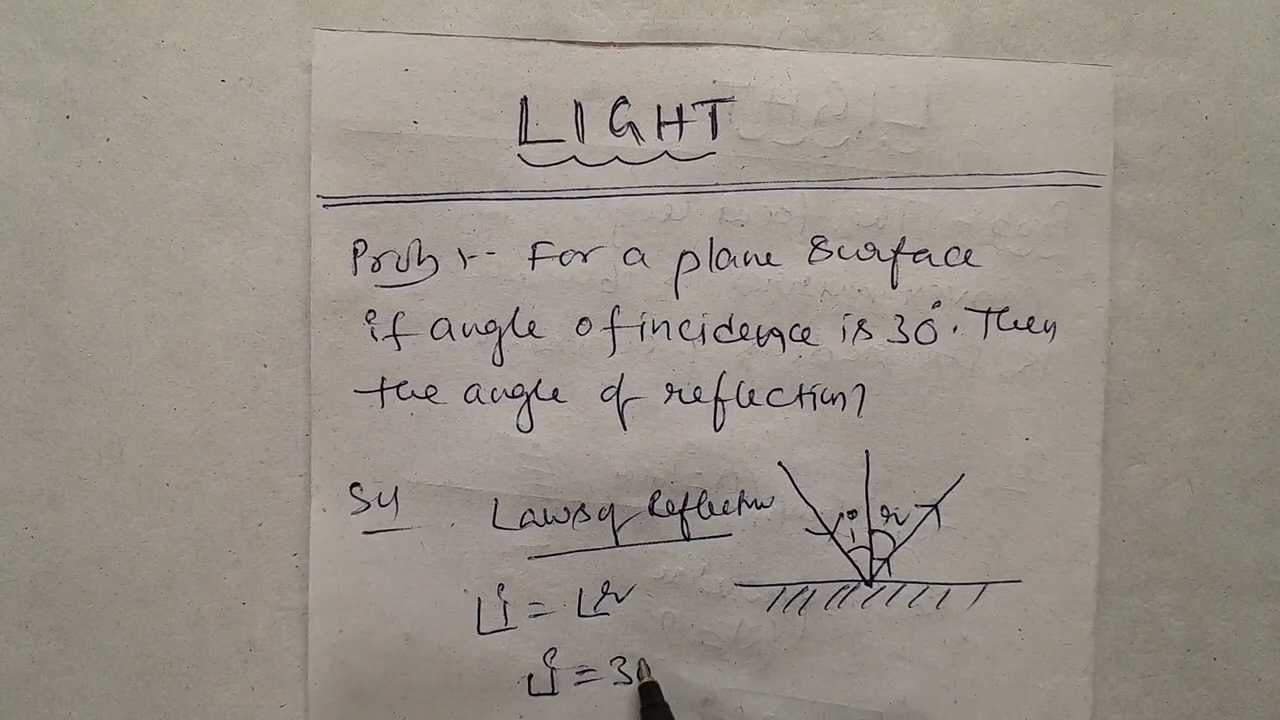 LIGHT
Prob :- For a plane surface
if angle of incidence is 30°. Then
the angle of reflection?
Sol Laws of Reflection
i r
∠i = ∠r
∠i = 3